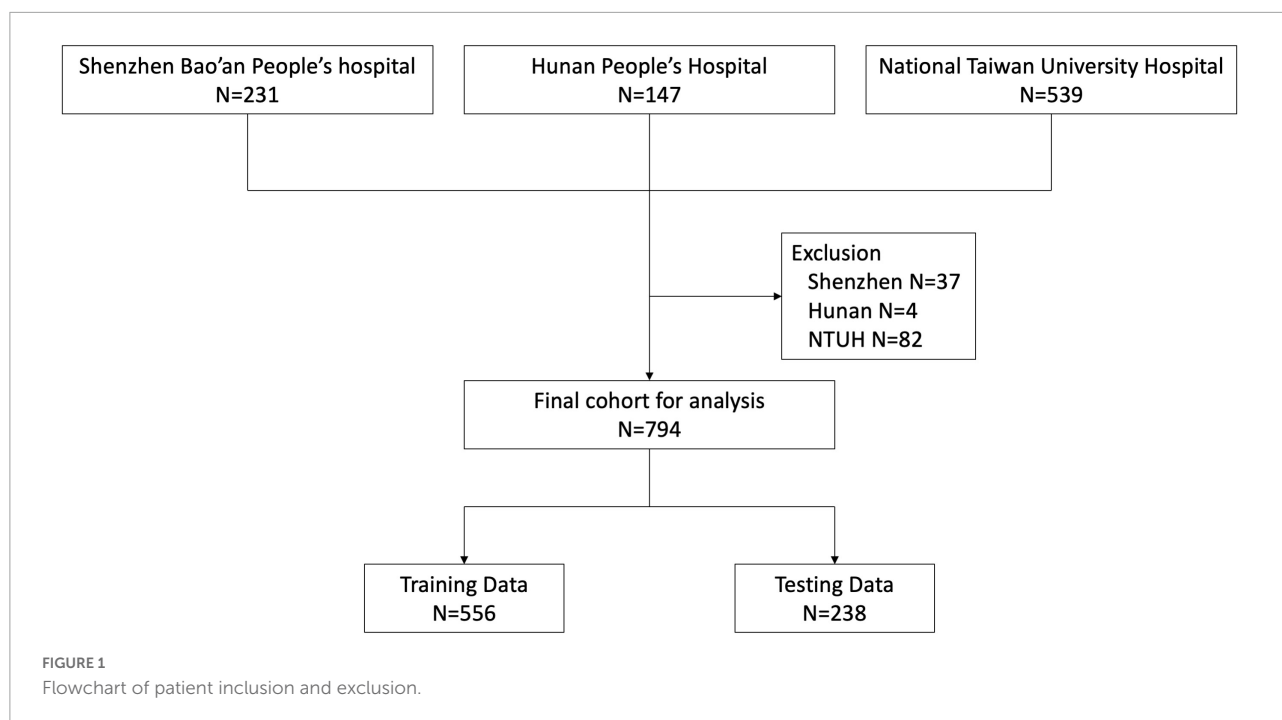 Shenzhen Bao'an People's hospital
N=231
Hunan People's Hospital
N=147
National Taiwan University Hospital
N=539
Exclusion
Shenzhen N=37
Hunan N=4
NTUH N=82
Final cohort for analysis
N=794
Training Data
N=556
Testing Data
N=238
FIGURE 1
Flowchart of patient inclusion and exclusion.